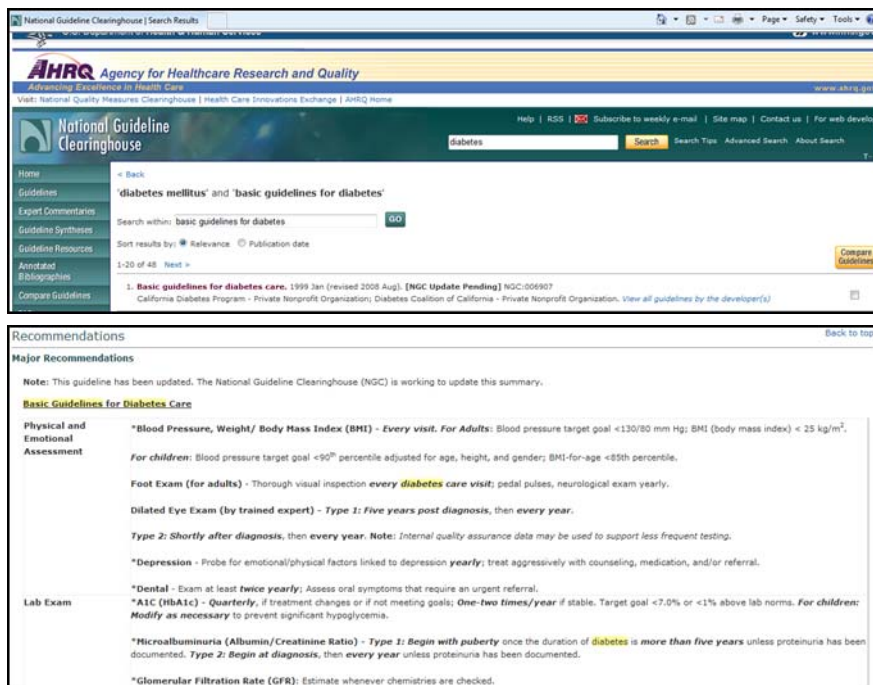 National Guideline Clearinghouse | Search Results
Page Safety Tools
U.S. Department of Health & Human Services
AHRQ Agency for Healthcare Research and Quality
Advancing Excellence in Health Care www.ahrq.gov
Visit: National Quality Measures Clearinghouse | Health Care Innovations Exchange | AHRQ Home
Help | RSS | Subscribe to weekly e-mail | Site map | Contact us | For web develo
National Guideline
Clearinghouse
diabetes Search Search Tips Advanced Search About Search
T
Home
Guidelines
Expert Commentaries
Guideline Syntheses
Guideline Resources
Annotated
Bibliographies
Compare Guidelines
< Back
'diabetes mellitus' and 'basic guidelines for diabetes'
Search within: basic guidelines for diabetes GO
Sort results by: Relevance Publication date
1-20 of 48 Next >
Compare
Guidelines
1. Basic guidelines for diabetes care. 1999 Jan (revised 2008 Aug). [NGC Update Pending] NGC:006907
California Diabetes Program - Private Nonprofit Organization; Diabetes Coalition of California - Private Nonprofit Organization. View all guidelines by the developer(s)
Recommendations Back to top
Major Recommendations
Note: This guideline has been updated. The National Guideline Clearinghouse (NGC) is working to update this summary.
Basic Guidelines for Diabetes Care
Physical and
Emotional
Assessment
*Blood Pressure, Weight/ Body Mass Index (BMI) - Every visit. For Adults: Blood pressure target goal <130/80 mm Hg; BMI (body mass index) < 25 kg/m².
For children: Blood pressure target goal <90th percentile adjusted for age, height, and gender; BMI-for-age <85th percentile.
Foot Exam (for adults) - Thorough visual inspection every diabetes care visit; pedal pulses, neurological exam yearly.
Dilated Eye Exam (by trained expert) - Type 1: Five years post diagnosis, then every year.
Type 2: Shortly after diagnosis, then every year. Note: Internal quality assurance data may be used to support less frequent testing.
*Depression - Probe for emotional/physical factors linked to depression yearly; treat aggressively with counseling, medication, and/or referral.
*Dental - Exam at least twice yearly; Assess oral symptoms that require an urgent referral.
Lab Exam
*A1C (HbA1c) - Quarterly, if treatment changes or if not meeting goals; One-two times/year if stable. Target goal <7.0% or <1% above lab norms. For children:
Modify as necessary to prevent significant hypoglycemia.
*Microalbuminuria (Albumin/Creatinine Ratio) - Type 1: Begin with puberty once the duration of diabetes is more than five years unless proteinuria has been
documented. Type 2: Begin at diagnosis, then every year unless proteinuria has been documented.
*Glomerular Filtration Rate (GFR): Estimate whenever chemistries are checked.